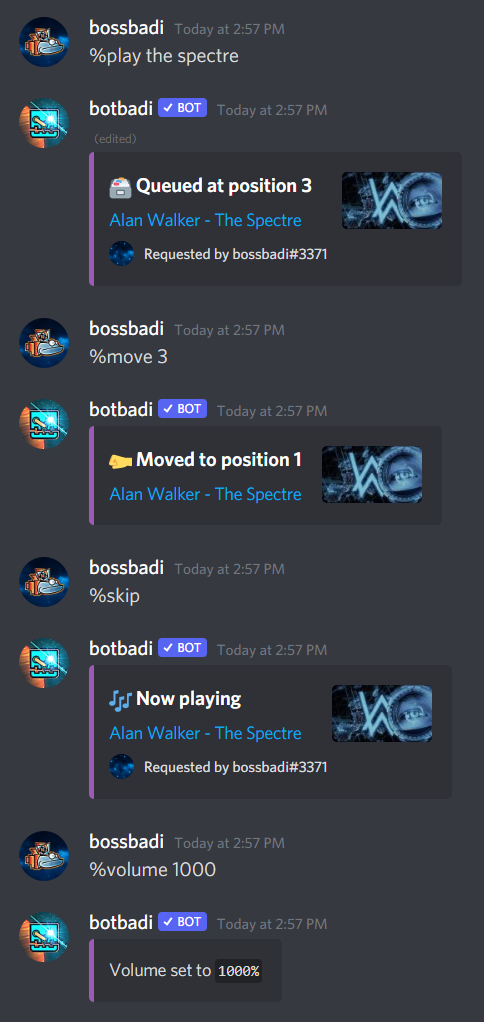 bossbadi Today at 2:57 PM
%play the spectre
botbadi BOT Today at 2:57 PM
(edited)
Queued at position 3
Alan Walker - The Spectre
Requested by bossbadi#3371
bossbadi Today at 2:57 PM
%move 3
botbadi BOT Today at 2:57 PM
Moved to position 1
Alan Walker - The Spectre
bossbadi Today at 2:57 PM
%skip
botbadi BOT Today at 2:57 PM
Now playing
Alan Walker - The Spectre
Requested by bossbadi#3371
bossbadi Today at 2:57 PM
%volume 1000
botbadi BOT Today at 2:57 PM
Volume set to 1000%